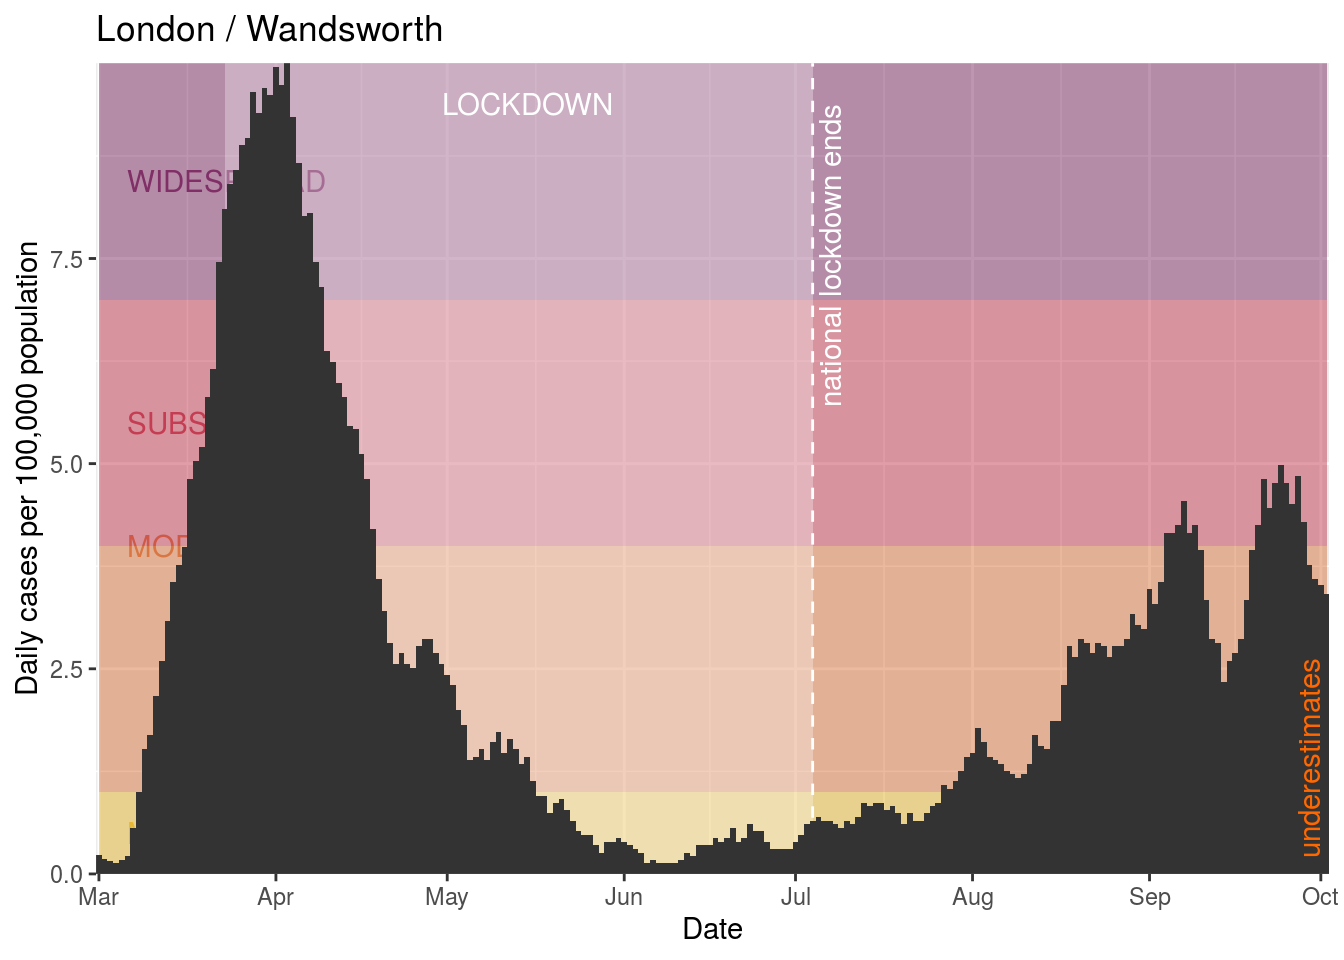 London / Wandsworth
LOCKDOWN
national lockdown ends
7.5
5.0
2.5
0.0
Daily cases per 100,000 population
underestimates
Mar Apr May Jun Jul Aug Sep Oct
Date